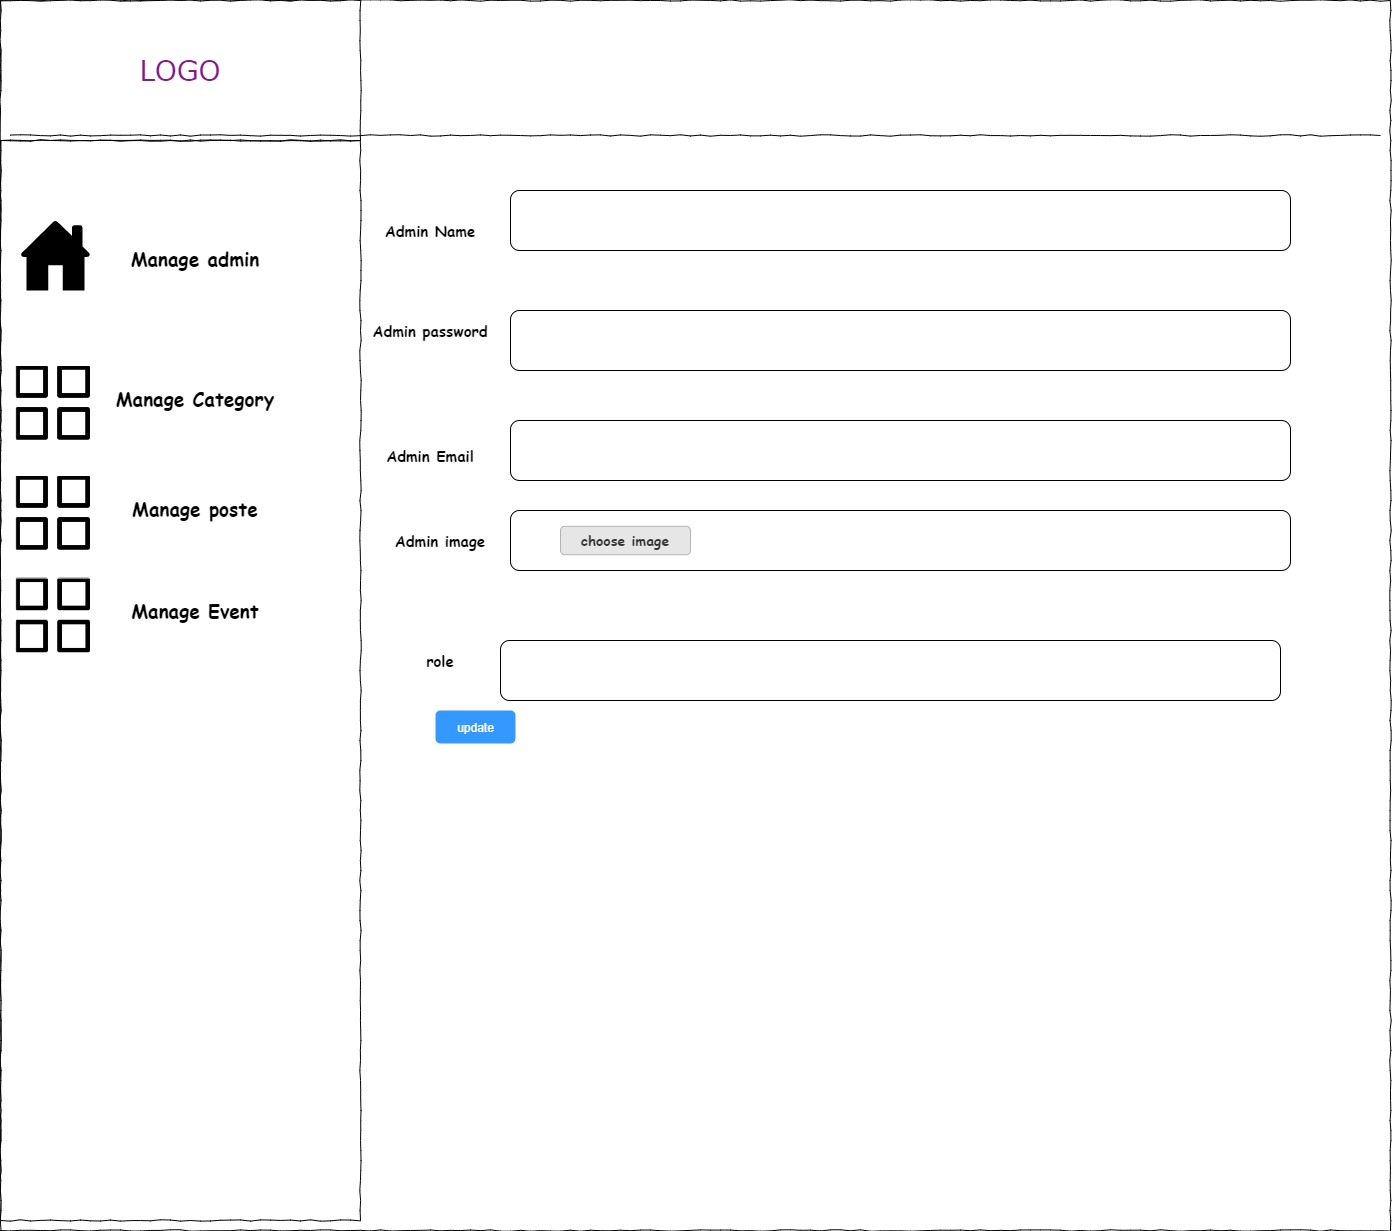 LOGO
Manage admin
Manage Category
Manage poste
Manage Event
Admin Name
Admin password
Admin Email
Admin image
choose image
role
update